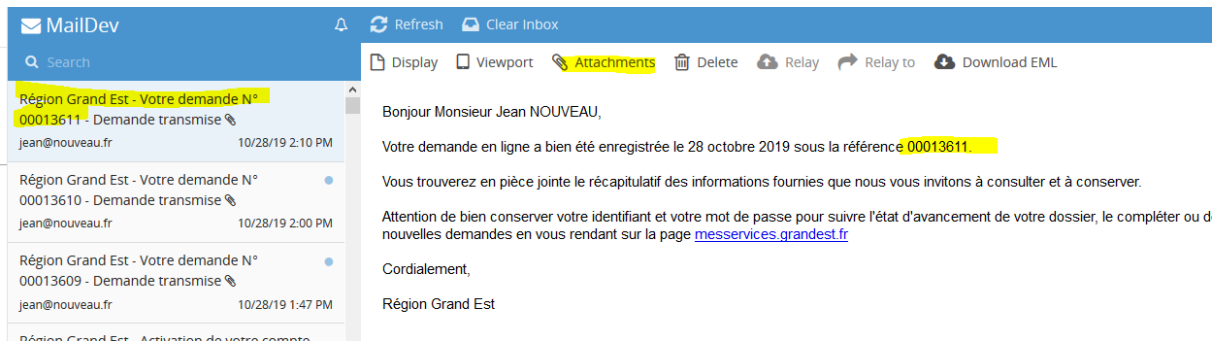 MailDev
Refresh Clear Inbox
Search
Display Viewport Attachments Delete Relay Relay to Download EML
Région Grand Est - Votre demande N°
00013611 - Demande transmise
jean@nouveau.fr 10/28/19 2:10 PM
Région Grand Est - Votre demande N°
00013610 - Demande transmise
jean@nouveau.fr 10/28/19 2:00 PM
Région Grand Est - Votre demande N°
00013609 - Demande transmise
jean@nouveau.fr 10/28/19 1:47 PM
Région Grand Est - Activation de votre compte
Bonjour Monsieur Jean NOUVEAU,
Votre demande en ligne a bien été enregistrée le 28 octobre 2019 sous la référence 00013611.
Vous trouverez en pièce jointe le récapitulatif des informations fournies que nous vous invitons à consulter et à conserver.
Attention de bien conserver votre identifiant et votre mot de passe pour suivre l'état d'avancement de votre dossier, le compléter ou
nouvelles demandes en vous rendant sur la page messervices.grandest.fr
Cordialement,
Région Grand Est